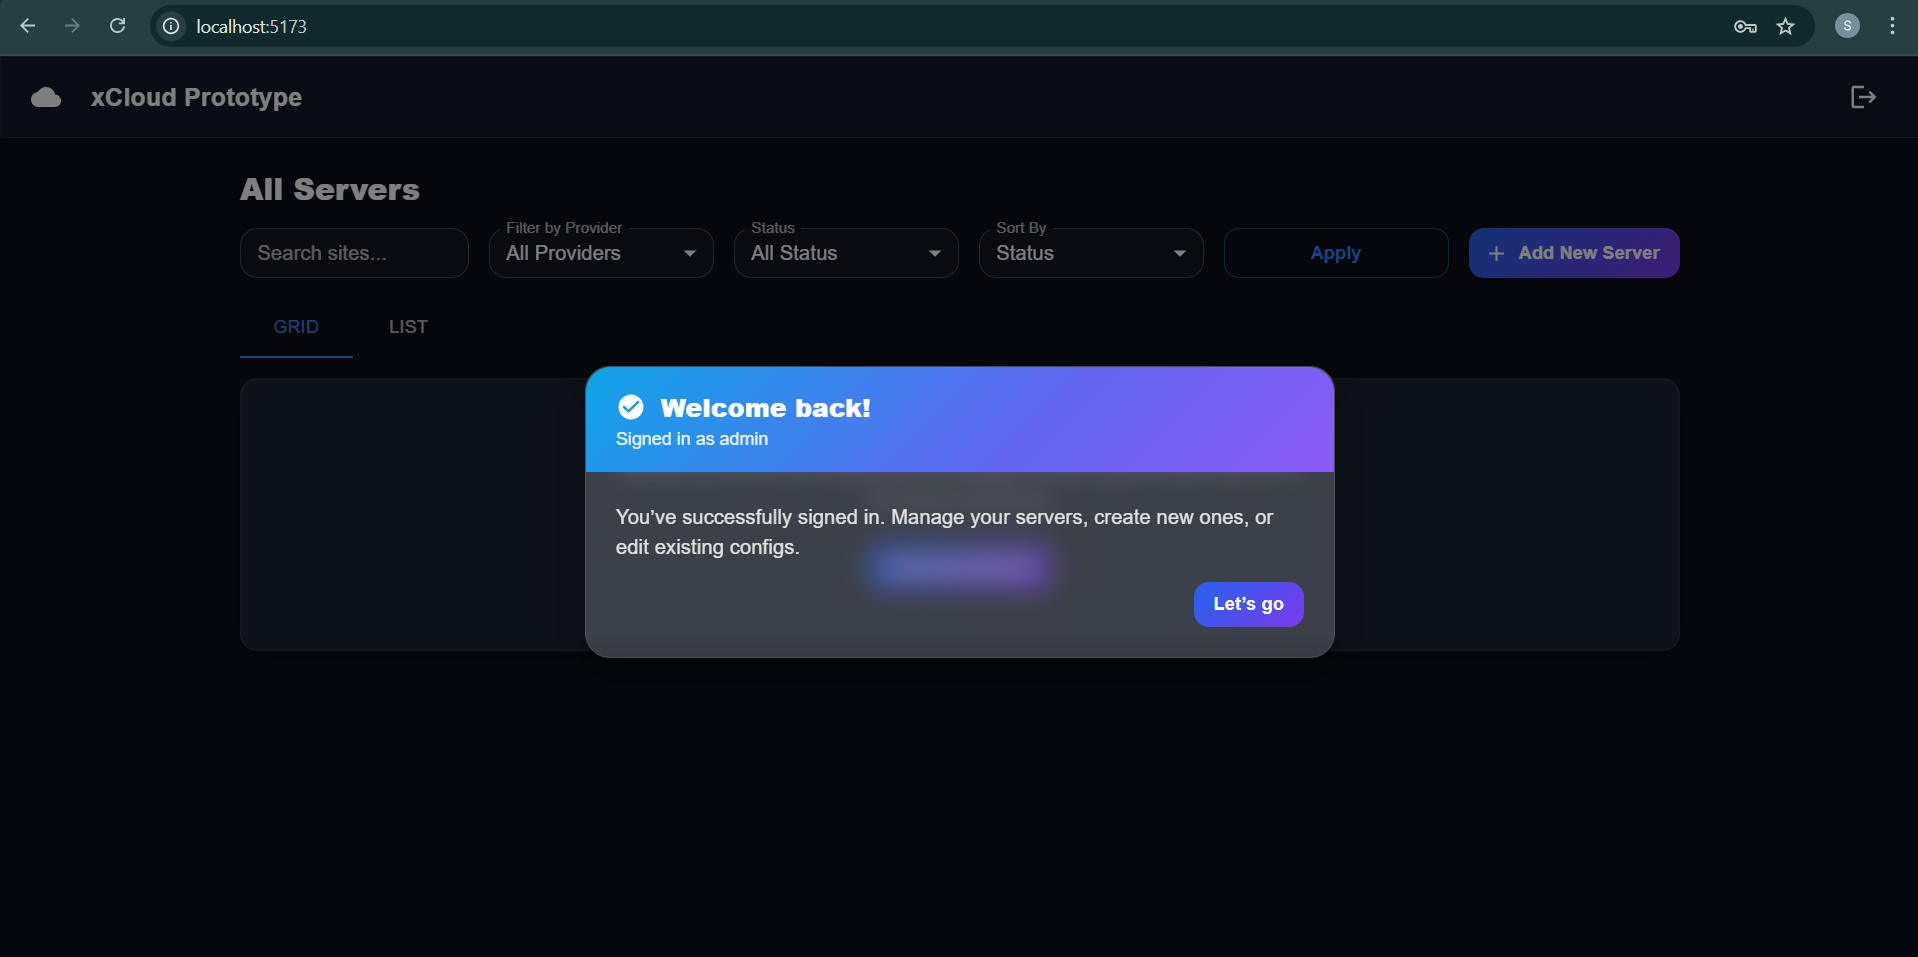 localhost:5173
S
xCloud Prototype
All Servers
Search sites...
Filter by Provider
All Providers
Status
All Status
Sort By
Status
Apply
+ Add New Server
GRID
LIST
Welcome back!
Signed in as admin
You’ve successfully signed in. Manage your servers, create new ones, or
edit existing configs.
Let’s go